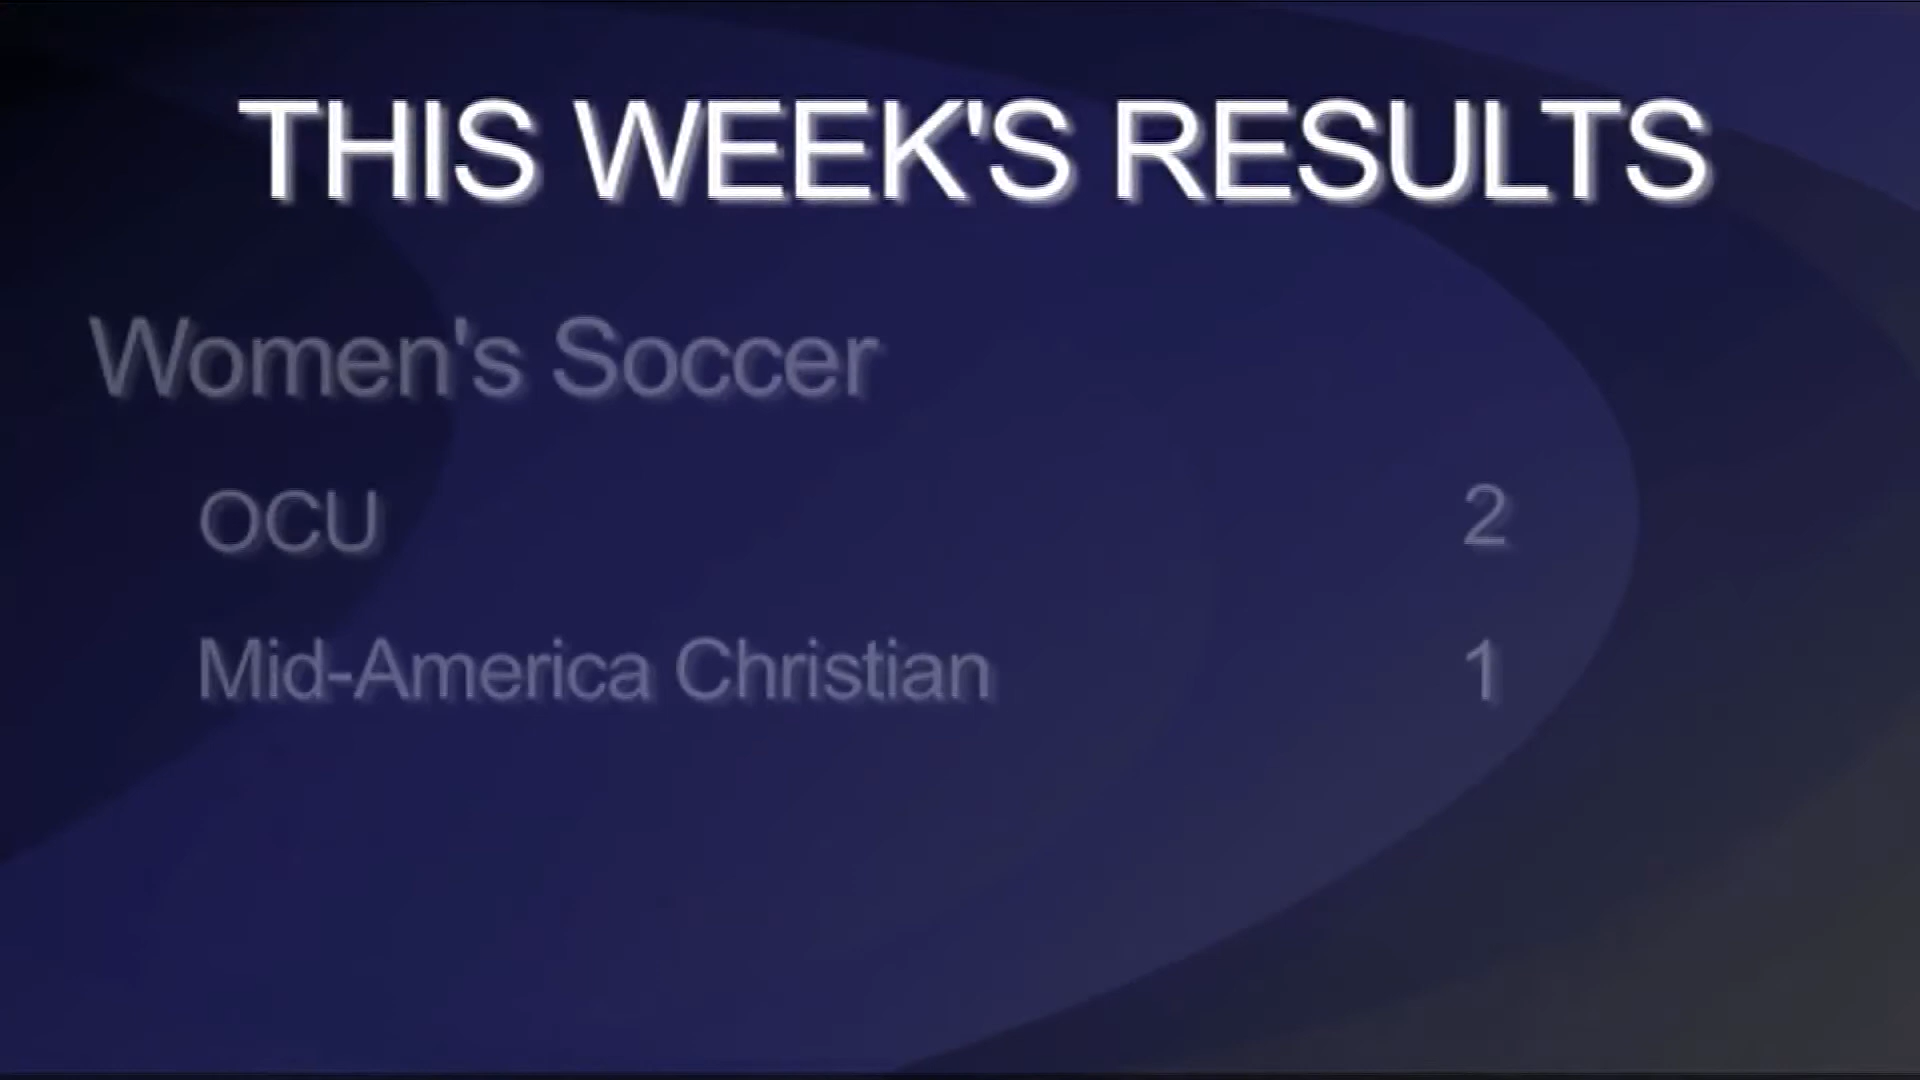 THIS WEEK'S RESULTS
Women's Soccer
OCU 2
Mid-America Christian 1